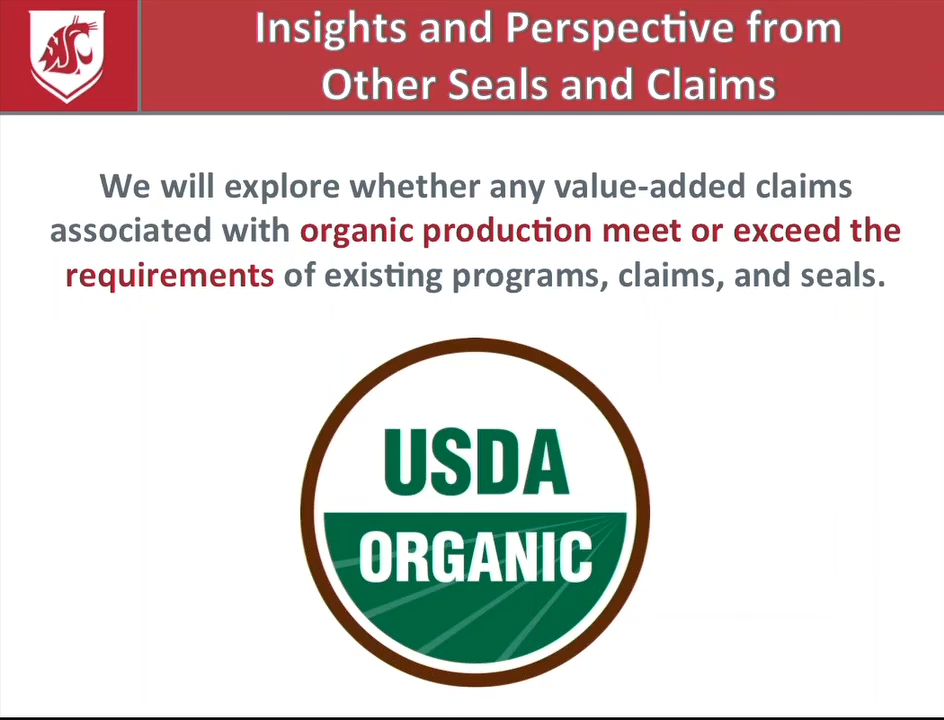 Insights and Perspective from
Other Seals and Claims
We will explore whether any value-added claims
associated with organic production meet or exceed the
requirements of existing programs, claims, and seals.
USDA
ORGANIC